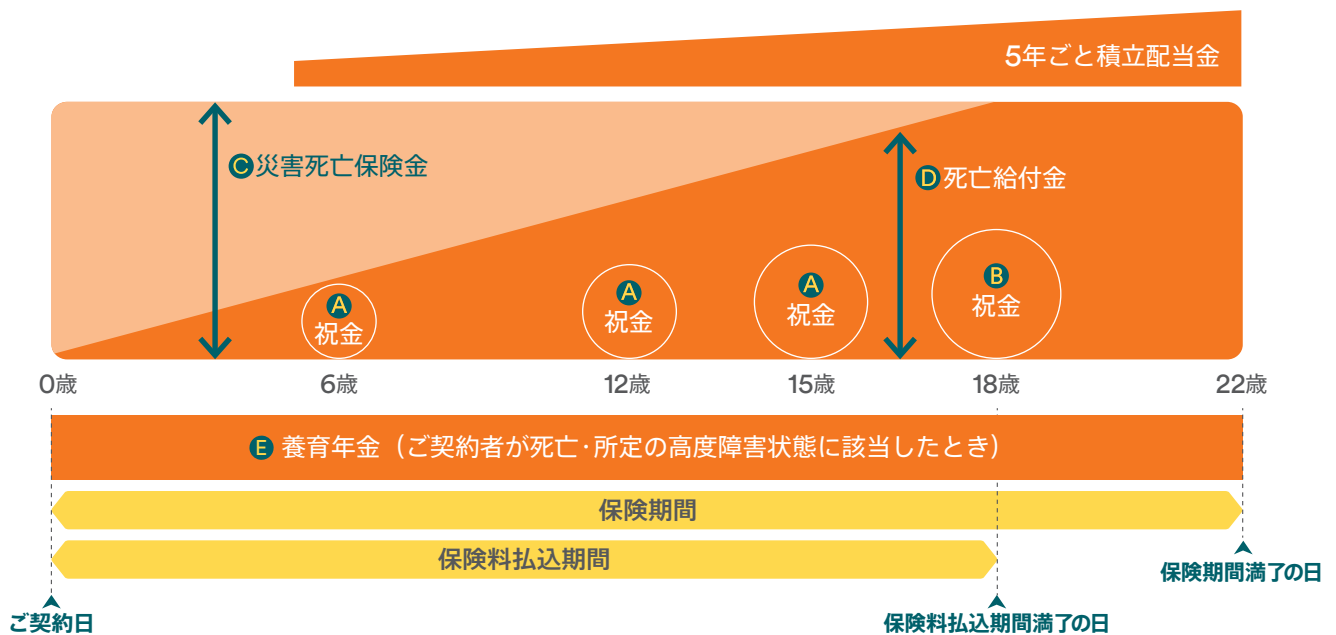 5年ごと積立配当金
C災害死亡保険金
D死亡給付金
A
祝金
A
祝金
A
祝金
B
祝金
0歳
6歳
12歳
15歳
18歳
22歳
E 養育年金（ご契約者が死亡・所定の高度障害状態に該当したとき）
保険期間
保険料払込期間
保険期間満了の日
ご契約日
保険料払込期間満了の日